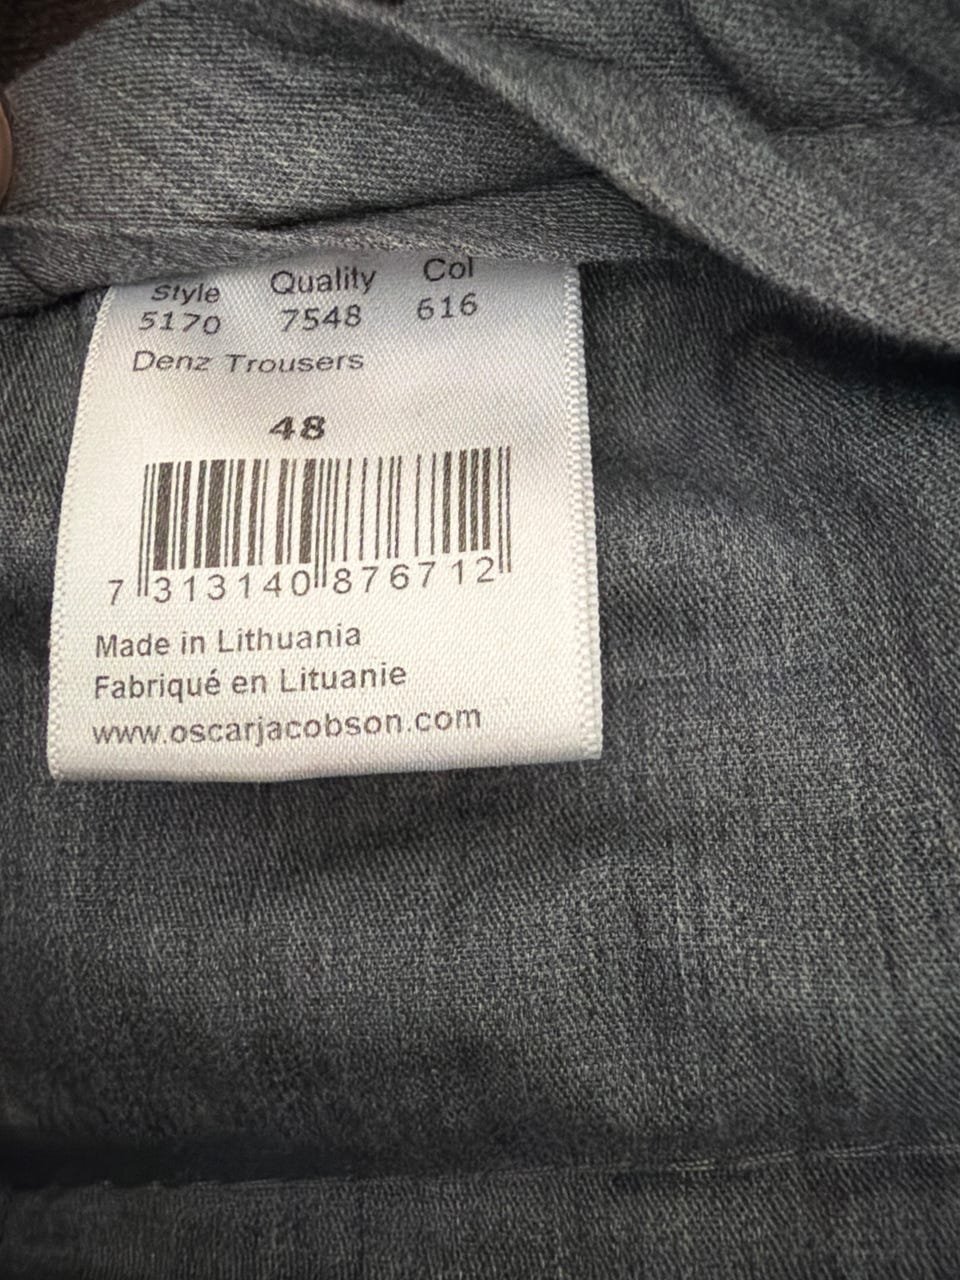 Style Quality Col
5170 7548 616
Denz Trousers
48
7 313140 876712
Made in Lithuania
Fabriqué en Lituanie
www.oscarjacobson.com